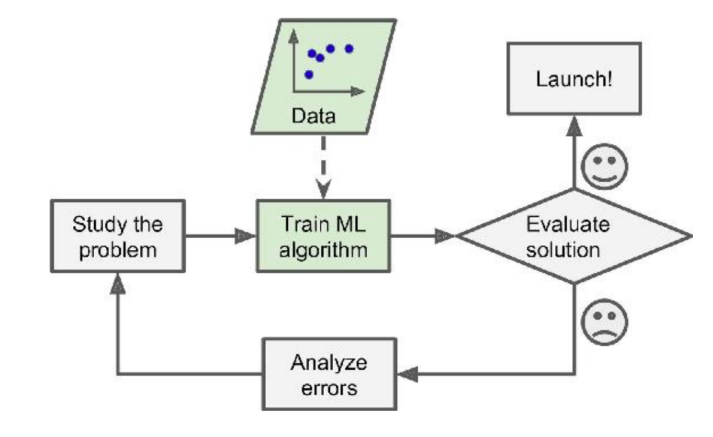 Data
Launch!
Study the
problem
Train ML
algorithm
Evaluate
solution
Analyze
errors